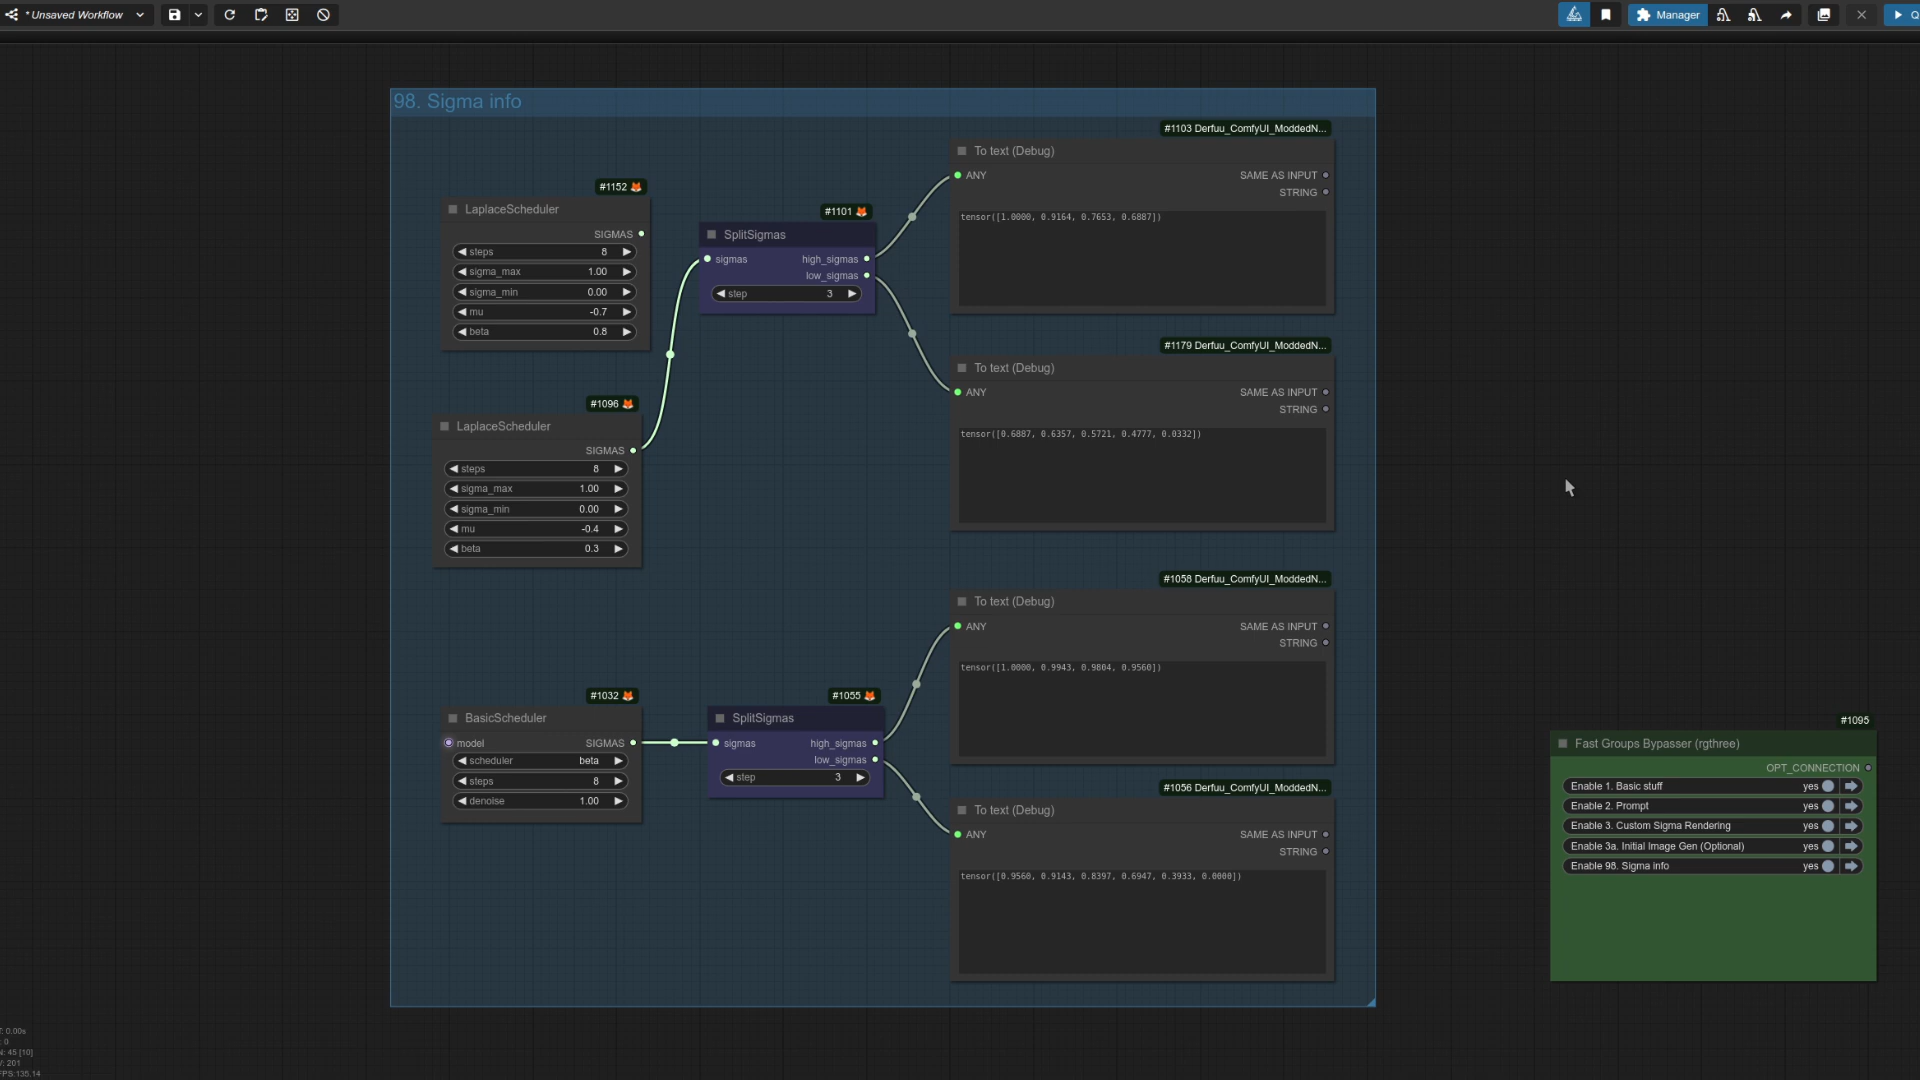 * Unsaved Workflow
Manager
98. Sigma info
#1152
LaplaceScheduler
SIGMAS
steps 8
sigma_max 1.00
sigma_min 0.00
mu -0.7
beta 0.8
#1096
LaplaceScheduler
SIGMAS
steps 8
sigma_max 1.00
sigma_min 0.00
mu -0.4
beta 0.3
#1101
SplitSigmas
sigmas high_sigmas
low_sigmas
step 3
#1103 Derfuu_ComfyUI_ModdedN...
To text (Debug)
ANY SAME AS INPUT
STRING
tensor([1.0000, 0.9164, 0.7653, 0.6887])
#1179 Derfuu_ComfyUI_ModdedN...
To text (Debug)
ANY SAME AS INPUT
STRING
tensor([0.6887, 0.6357, 0.5721, 0.4777, 0.0332])
#1032
BasicScheduler
model SIGMAS
scheduler beta
steps 8
denoise 1.00
#1055
SplitSigmas
sigmas high_sigmas
low_sigmas
step 3
#1058 Derfuu_ComfyUI_ModdedN...
To text (Debug)
ANY SAME AS INPUT
STRING
tensor([1.0000, 0.9943, 0.9804, 0.9560])
#1056 Derfuu_ComfyUI_ModdedN...
To text (Debug)
ANY SAME AS INPUT
STRING
tensor([0.9560, 0.9143, 0.8397, 0.6947, 0.3933, 0.0000])
#1095
Fast Groups Bypasser (rgthree)
OPT_CONNECTION
Enable 1. Basic stuff yes
Enable 2. Prompt yes
Enable 3. Custom Sigma Rendering yes
Enable 3a. Initial Image Gen (Optional) yes
Enable 98. Sigma info yes
T: 0.00s
: 0
N: 45 [10]
V: 201
FPS:135.14